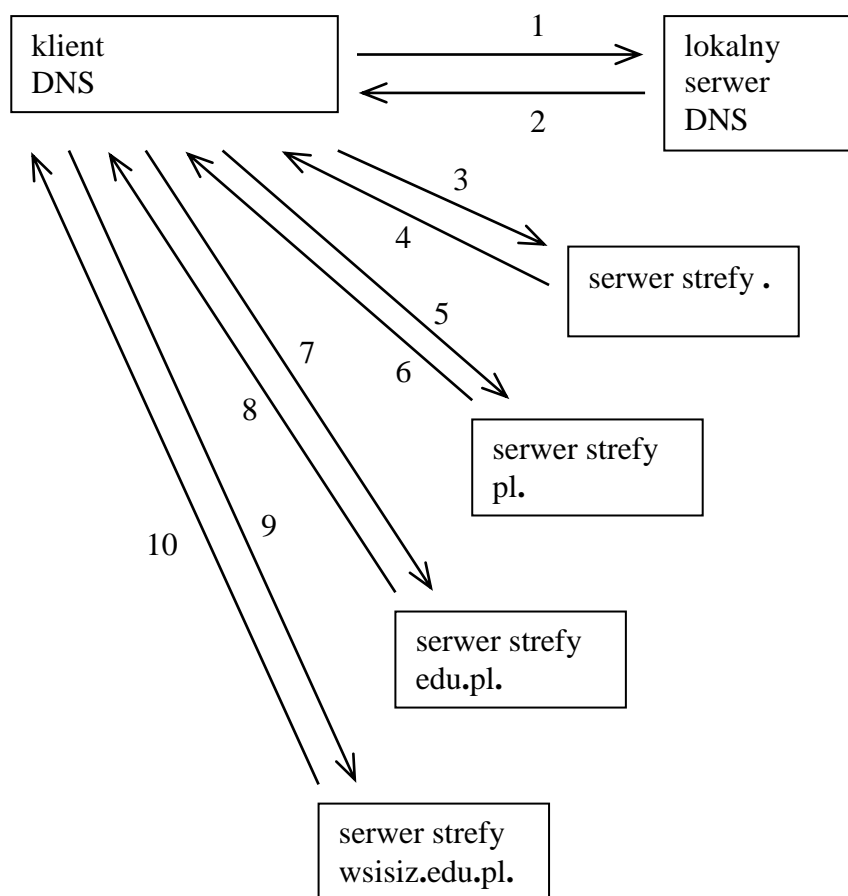 klient
DNS
1
2
lokalny
serwer
DNS
3
4
serwer strefy .
5
6
serwer strefy
pl.
7
8
serwer strefy
edu.pl.
9
10
serwer strefy
wsisiz.edu.pl.